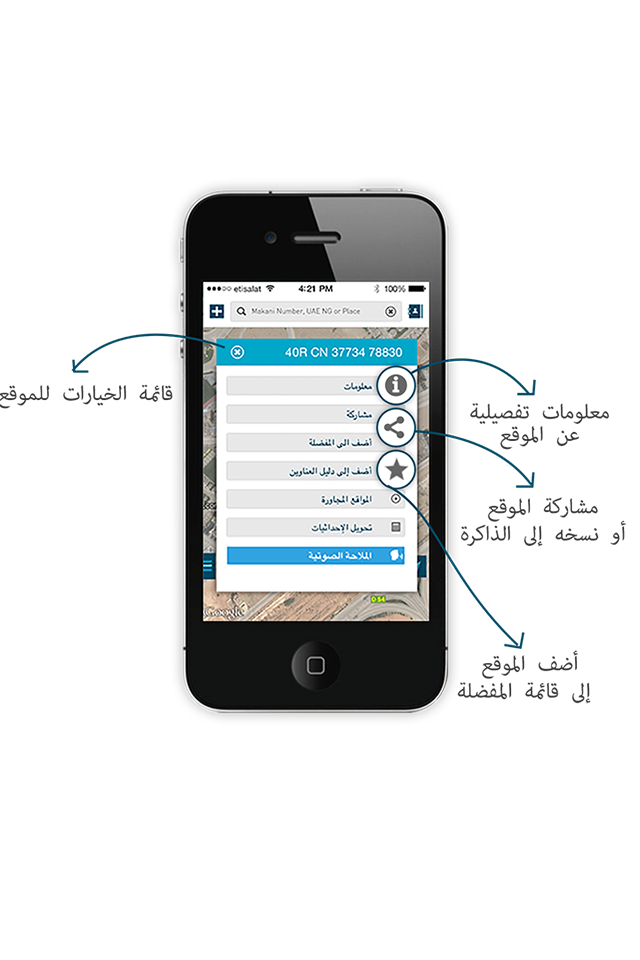 etisalat 4:21 PM 100%
Makani Number, UAE NG or Place
40R CN 37734 78830
قائمة الخيارات للموقع
معلومات
معلومات تفصيلية
عن الموقع
مشاركة
أضف الى المفضلة
أضف إلى دليل العناوين
المواقع المجاورة
تحويل الإحداثيات
الملاحة الصوتية
مشاركة الموقع
أو نسخه إلى الذاكرة
Google
D 54
أضف الموقع
إلى قائمة المفضلة